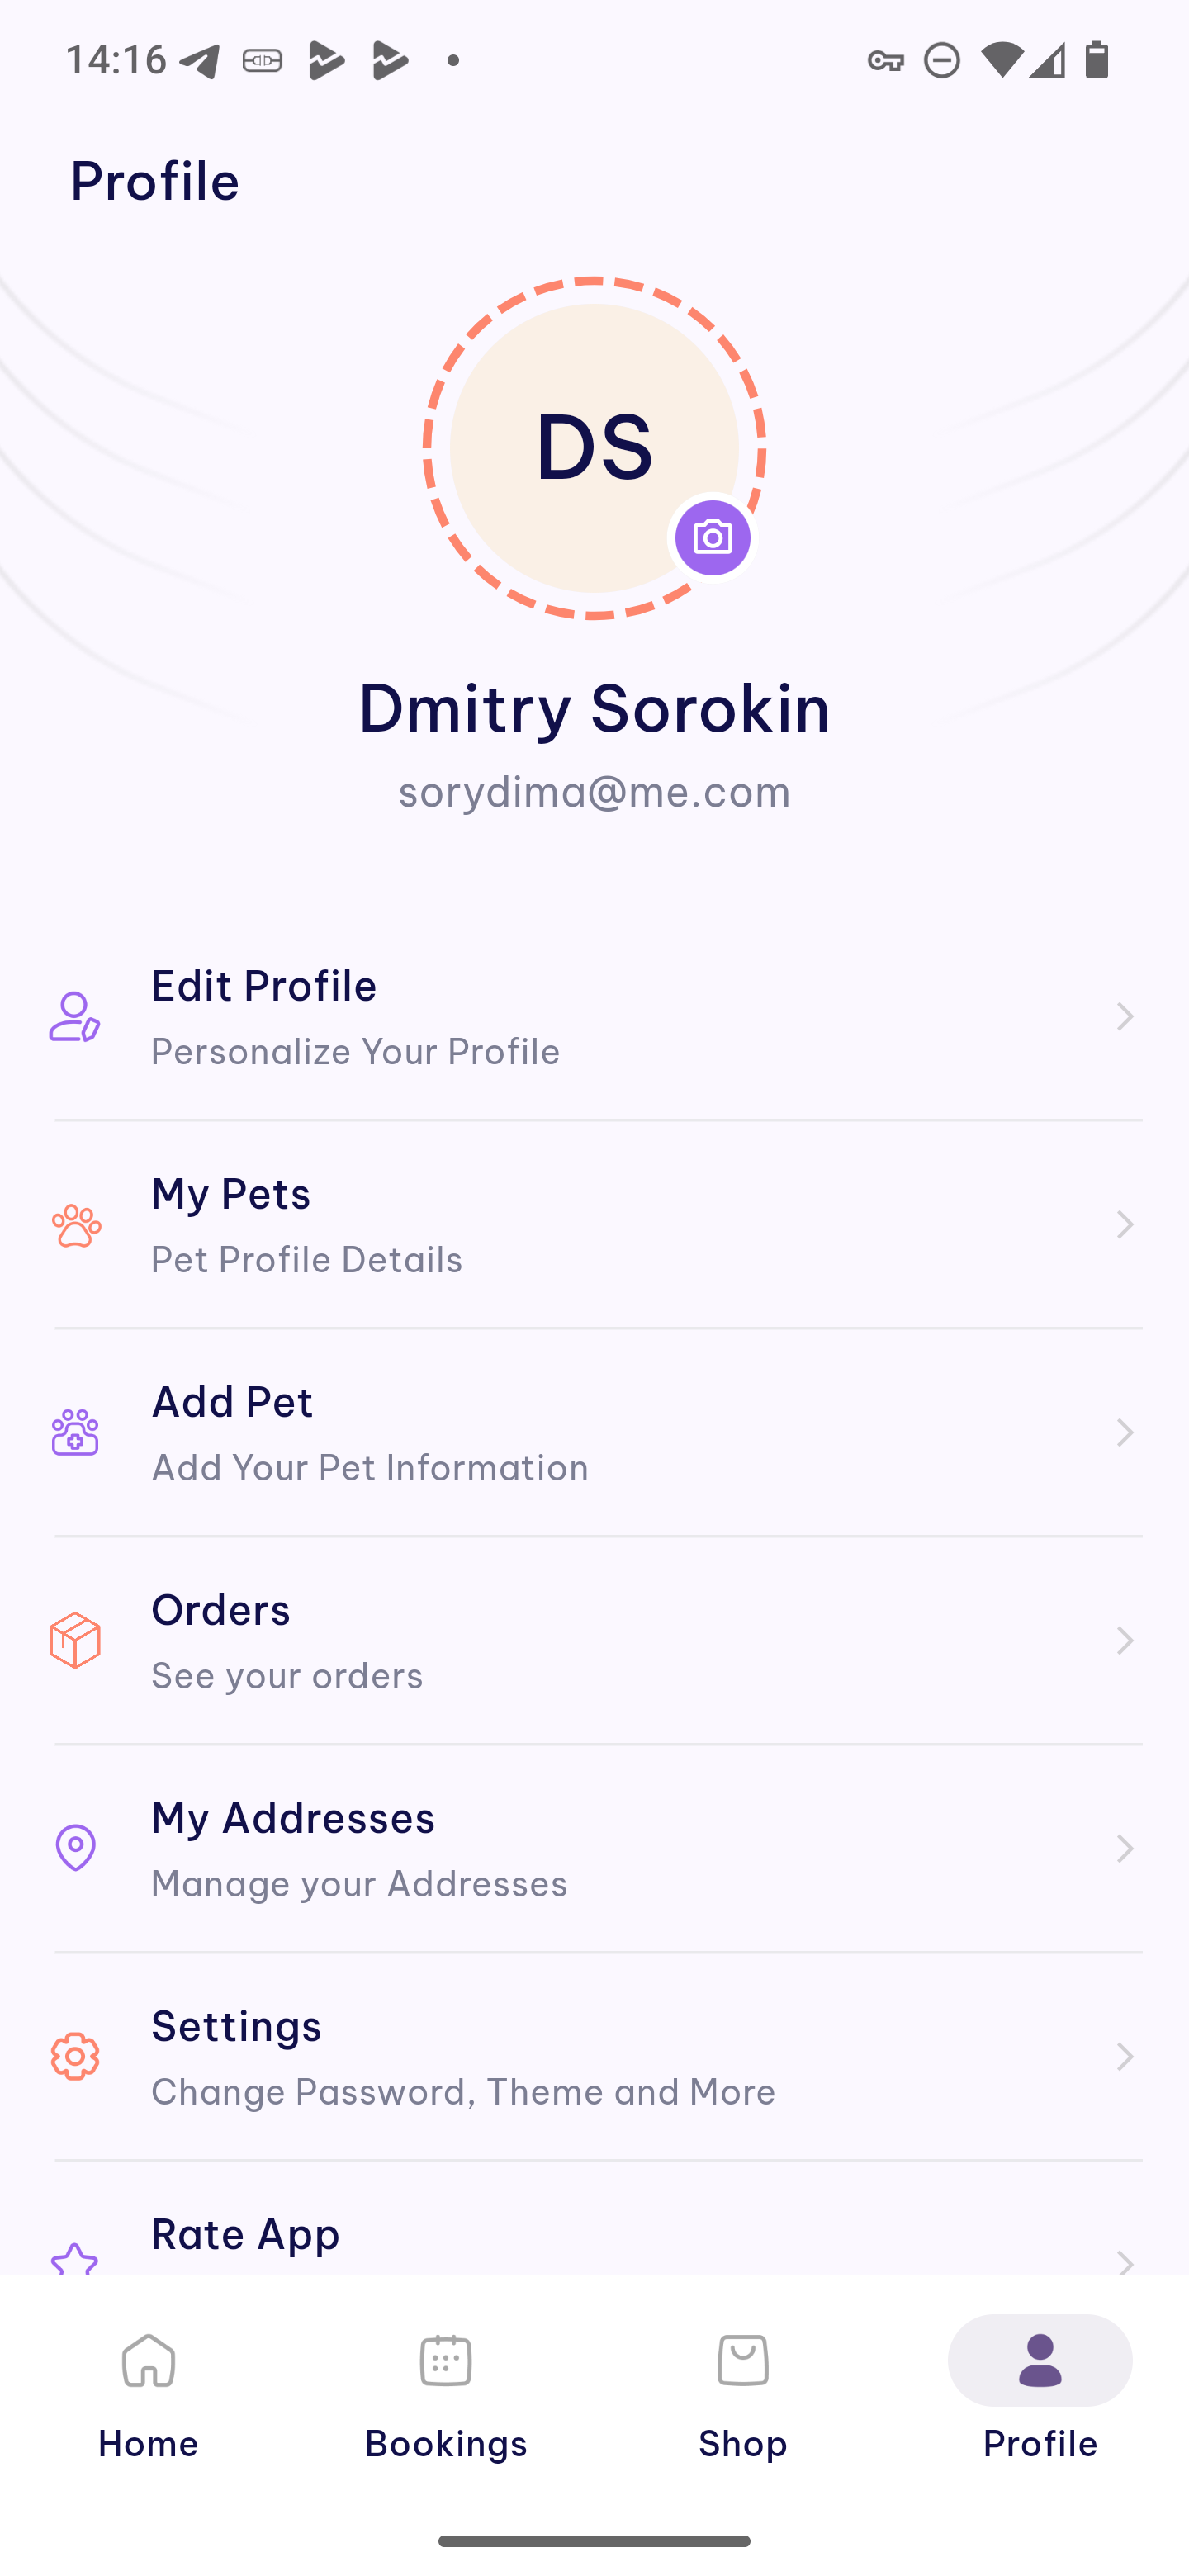 14:16
Profile
DS
Dmitry Sorokin
sorydima@me.com
Edit Profile
Personalize Your Profile
My Pets
Pet Profile Details
Add Pet
Add Your Pet Information
Orders
See your orders
My Addresses
Manage your Addresses
Settings
Change Password, Theme and More
Rate App
Home
Bookings
Shop
Profile